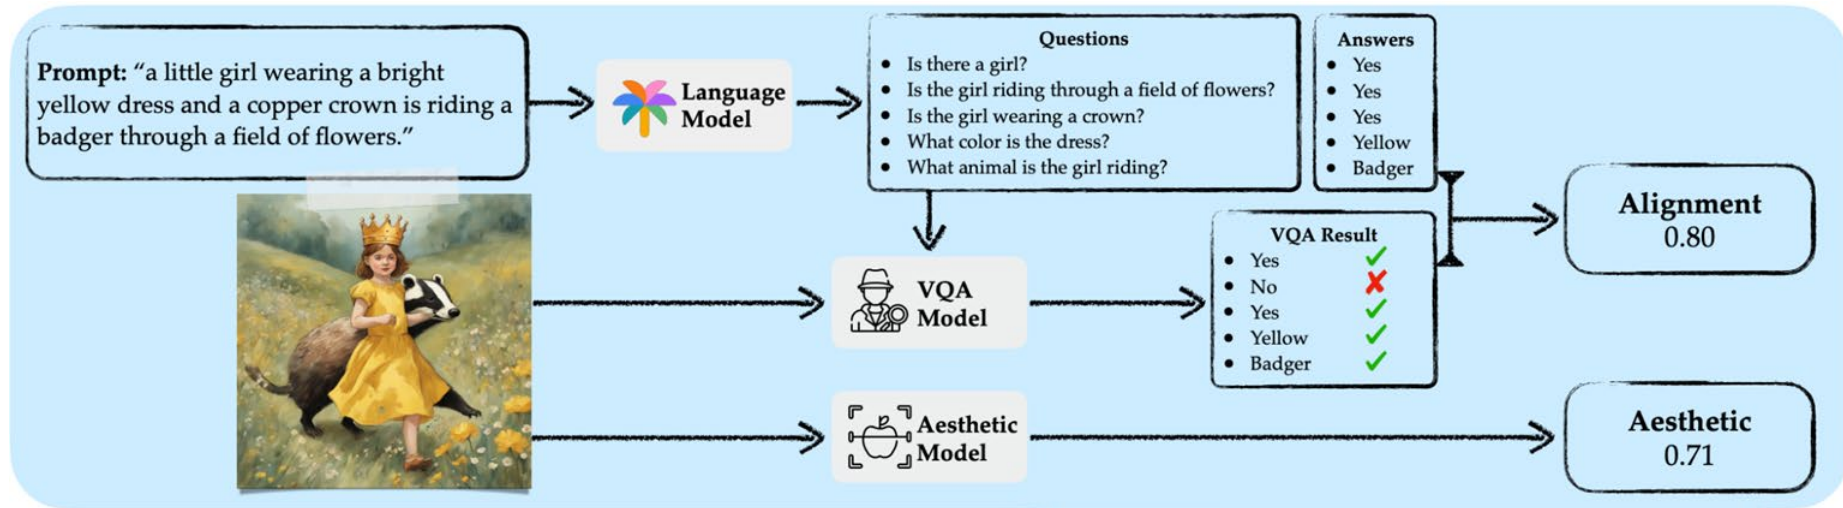 Prompt: “a little girl wearing a bright
yellow dress and a copper crown is riding a
badger through a field of flowers.”
Language
Model
Questions
• Is there a girl?
• Is the girl riding through a field of flowers?
• Is the girl wearing a crown?
• What color is the dress?
• What animal is the girl riding?
Answers
• Yes
• Yes
• Yes
• Yellow
• Badger
Alignment
0.80
VQA
Model
VQA Result
• Yes ✓
• No ✗
• Yes ✓
• Yellow ✓
• Badger ✓
Aesthetic
Model
Aesthetic
0.71